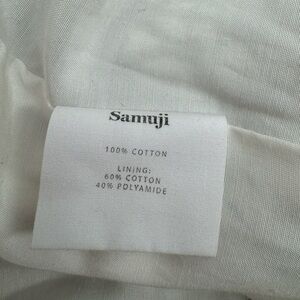 Samuji
100% COTTON
LINING:
60% COTTON
40% POLYAMIDE